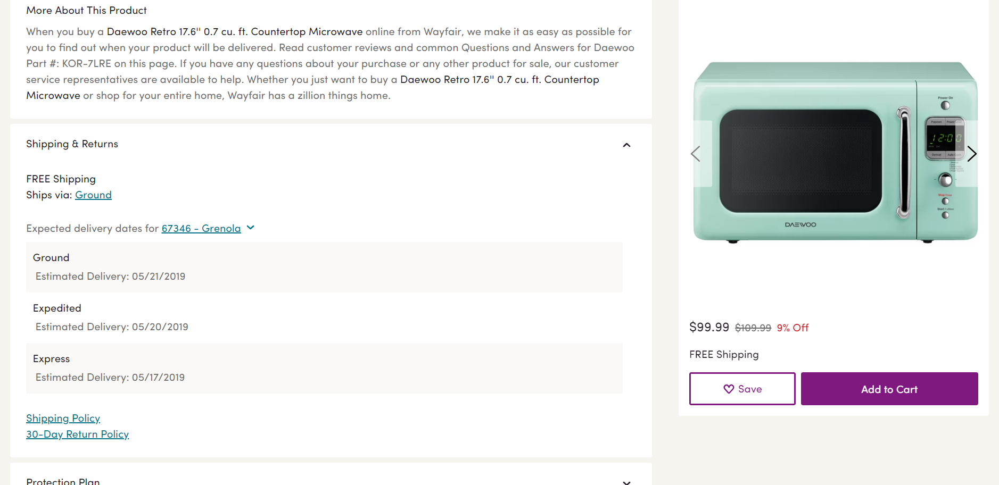 More About This Product
When you buy a Daewoo Retro 17.6'' 0.7 cu. ft. Countertop Microwave online from Wayfair, we make it as easy as possible for
you to find out when your product will be delivered. Read customer reviews and common Questions and Answers for Daewoo
Part #: KOR-7LRE on this page. If you have any questions about your purchase or any other product for sale, our customer
service representatives are available to help. Whether you just want to buy a Daewoo Retro 17.6'' 0.7 cu. ft. Countertop
Microwave or shop for your entire home, Wayfair has a zillion things home.
Shipping & Returns
FREE Shipping
Ships via: Ground
Expected delivery dates for 67346 - Grenola
Ground
Estimated Delivery: 05/21/2019
Expedited
Estimated Delivery: 05/20/2019
Express
Estimated Delivery: 05/17/2019
Shipping Policy
30-Day Return Policy
Protection Plan
Power On
Popcorn Power Level
12:00
Defrost Auto Cook
DAEWOO
$99.99 $109.99 9% Off
FREE Shipping
Save
Add to Cart